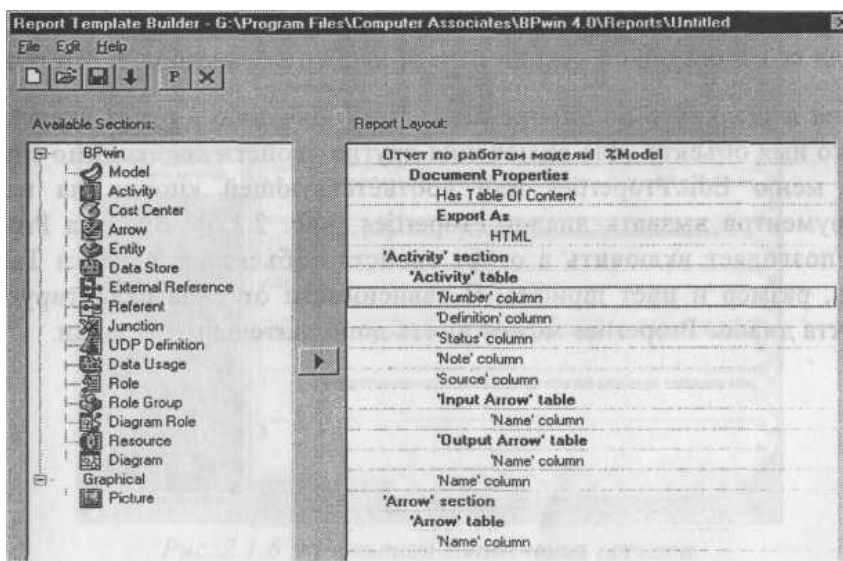 Report Template Builder - G:\Program Files\Computer Associates\BPwin 4.0\Reports\Untitled
File Edit Help
P
Available Sections:
BPwin
Model
Activity
Cost Center
Arrow
Entity
Data Store
External Reference
Referent
Junction
UDP Definition
Data Usage
Role
Role Group
Diagram Role
Resource
Diagram
Graphical
Picture
Report Layout:
Отчет по работам модели %Model
Document Properties
Has Table Of Content
Export As
HTML
'Activity' section
'Activity' table
'Number' column
'Definition' column
'Status' column
'Note' column
'Source' column
'Input Arrow' table
'Name' column
'Output Arrow' table
'Name' column
'Name' column
'Arrow' section
'Arrow' table
'Name' column